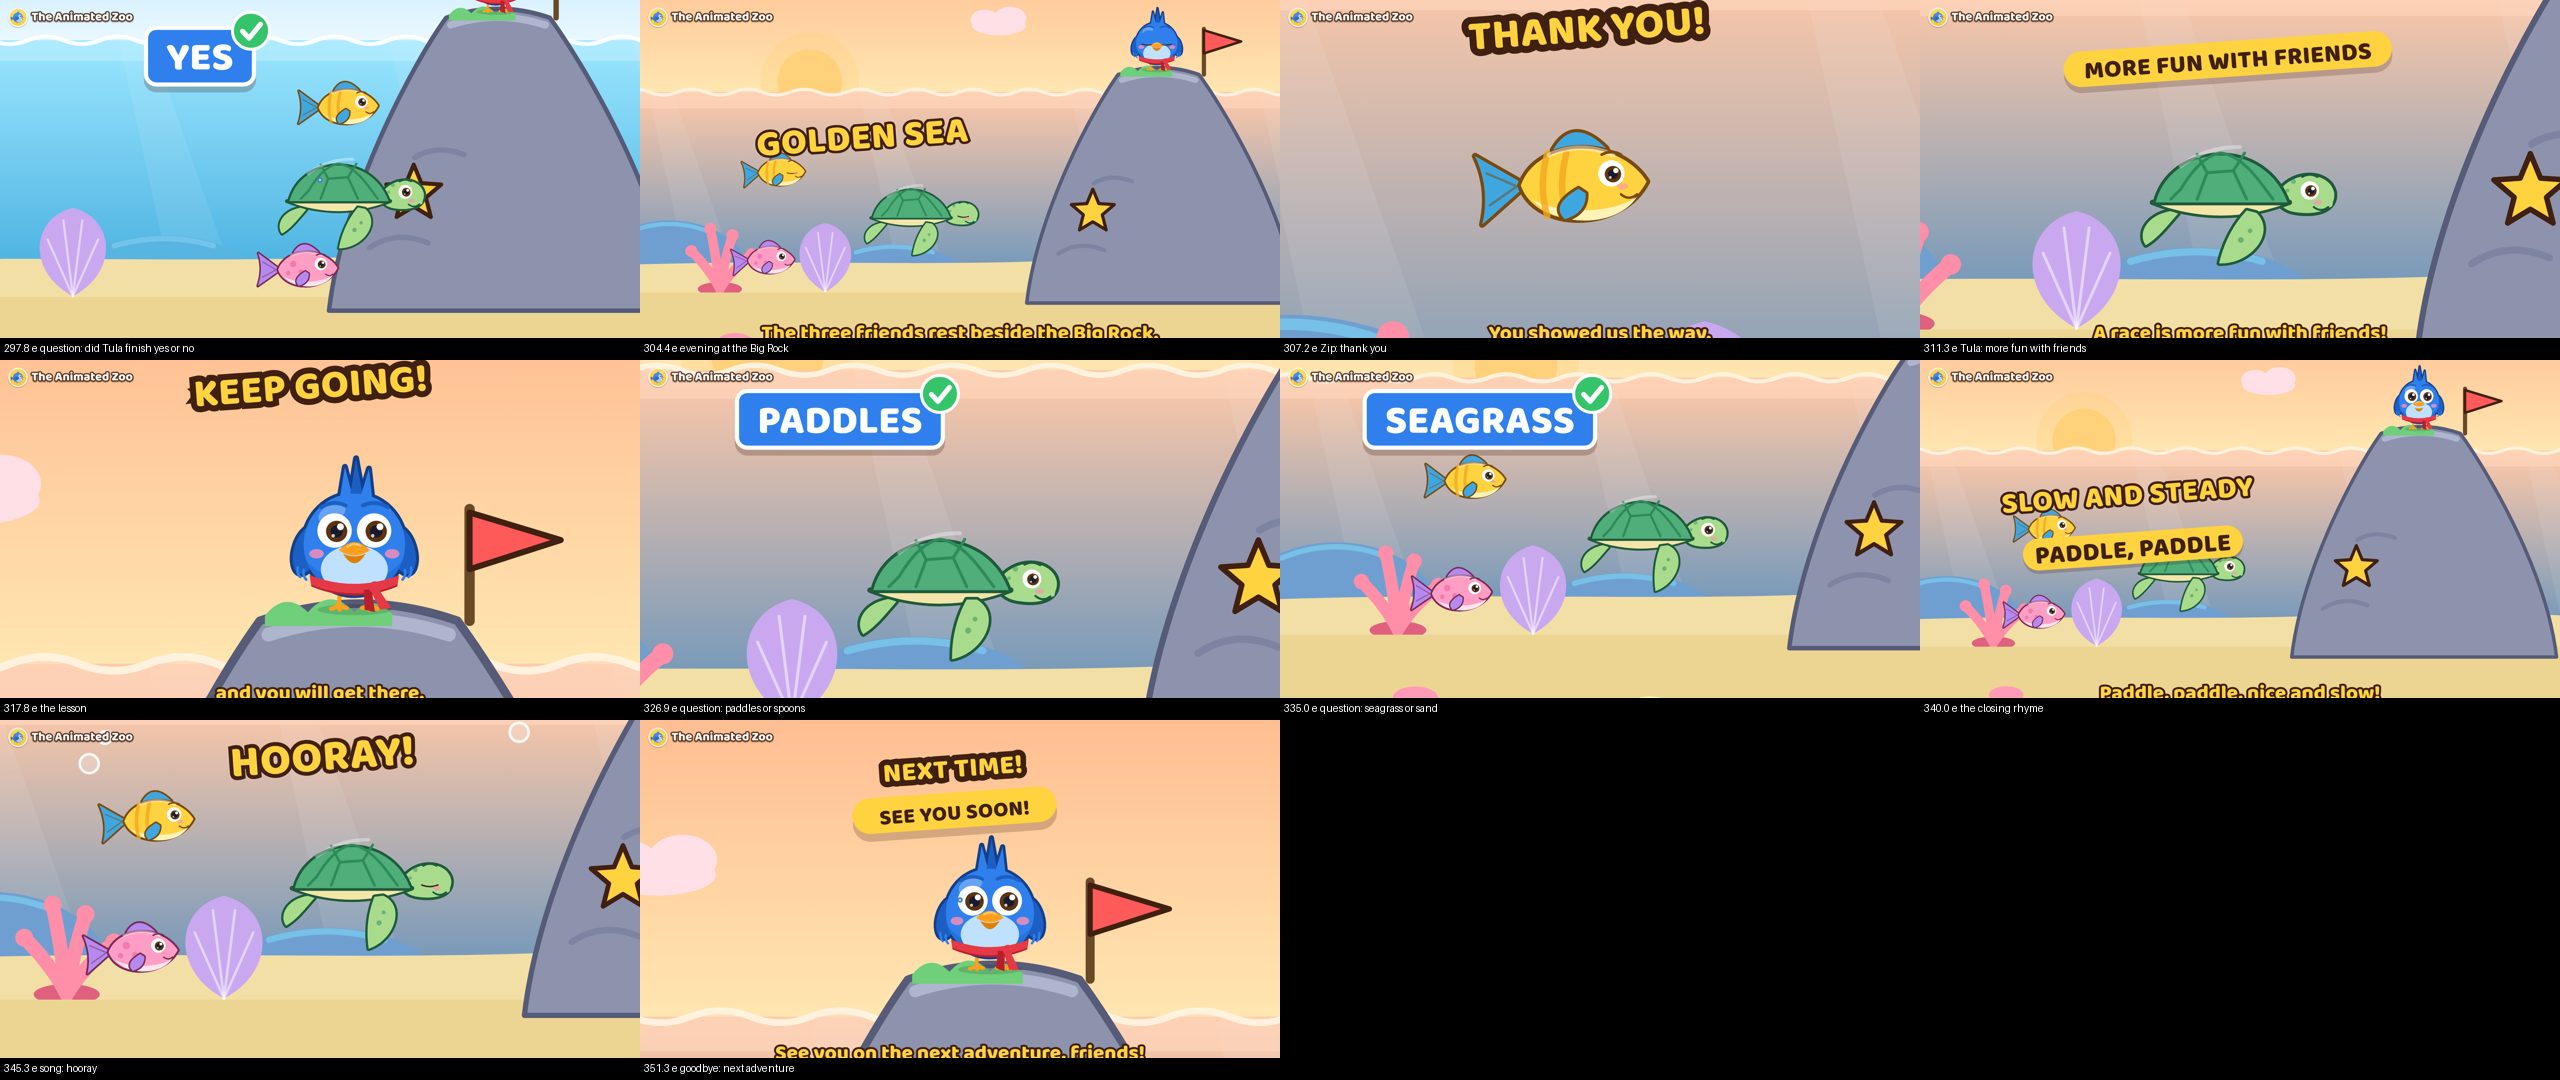 The Animated Zoo
YES
297.8 e question: did Tula finish yes or no
The Animated Zoo
GOLDEN SEA
The three friends rest beside the Big Rock.
304.4 e evening at the Big Rock
The Animated Zoo
THANK YOU!
You showed us the way.
307.2 e Zip: thank you
The Animated Zoo
MORE FUN WITH FRIENDS
A race is more fun with friends!
311.3 e Tula: more fun with friends
The Animated Zoo
KEEP GOING!
and you will get there.
317.8 e the lesson
The Animated Zoo
PADDLES
326.9 e question: paddles or spoons
The Animated Zoo
SEAGRASS
335.0 e question: seagrass or sand
The Animated Zoo
SLOW AND STEADY
PADDLE, PADDLE
Paddle, paddle, nice and slow!
340.0 e the closing rhyme
The Animated Zoo
HOORAY!
345.3 e song: hooray
The Animated Zoo
NEXT TIME!
SEE YOU SOON!
See you on the next adventure, friends!
351.3 e goodbye: next adventure